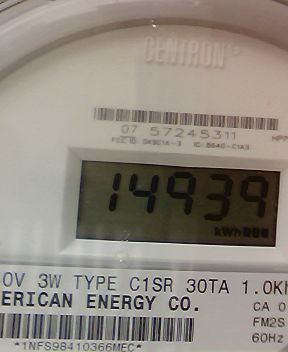 CENTRON®
07 57245311
14939
kWh
0V 3W TYPE C1SR 30TA 1.0Kh
ERICAN ENERGY CO.
CA 0
FM2S
60Hz
*1NFS98410366MEC*